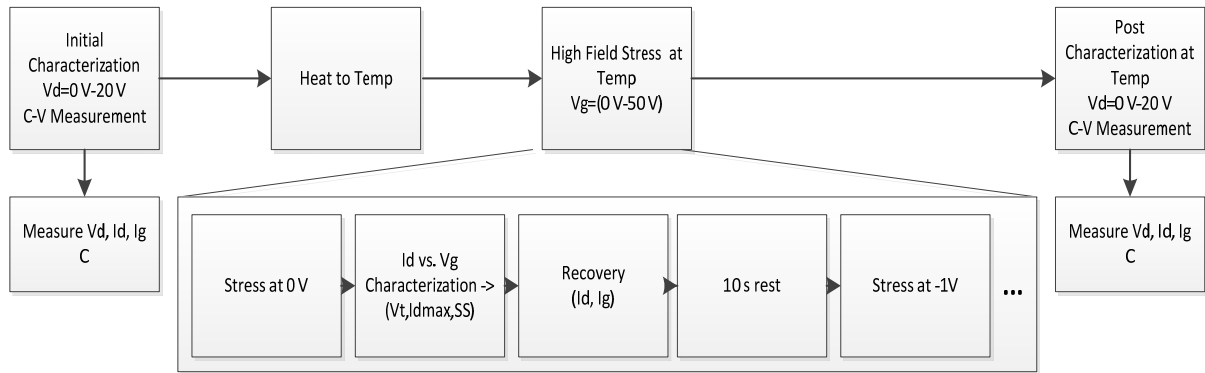 Initial
Characterization
Vd=0 V-20 V
C-V Measurement
Heat to Temp
High Field Stress at
Temp
Vg=(0 V-50 V)
Post
Characterization at
Temp
Vd=0 V-20 V
C-V Measurement
Measure Vd, Id, Ig
C
Stress at 0 V
Id vs. Vg
Characterization ->
(Vt,Idmax,SS)
Recovery
(Id, Ig)
10 s rest
Stress at -1V
...
Measure Vd, Id, Ig
C